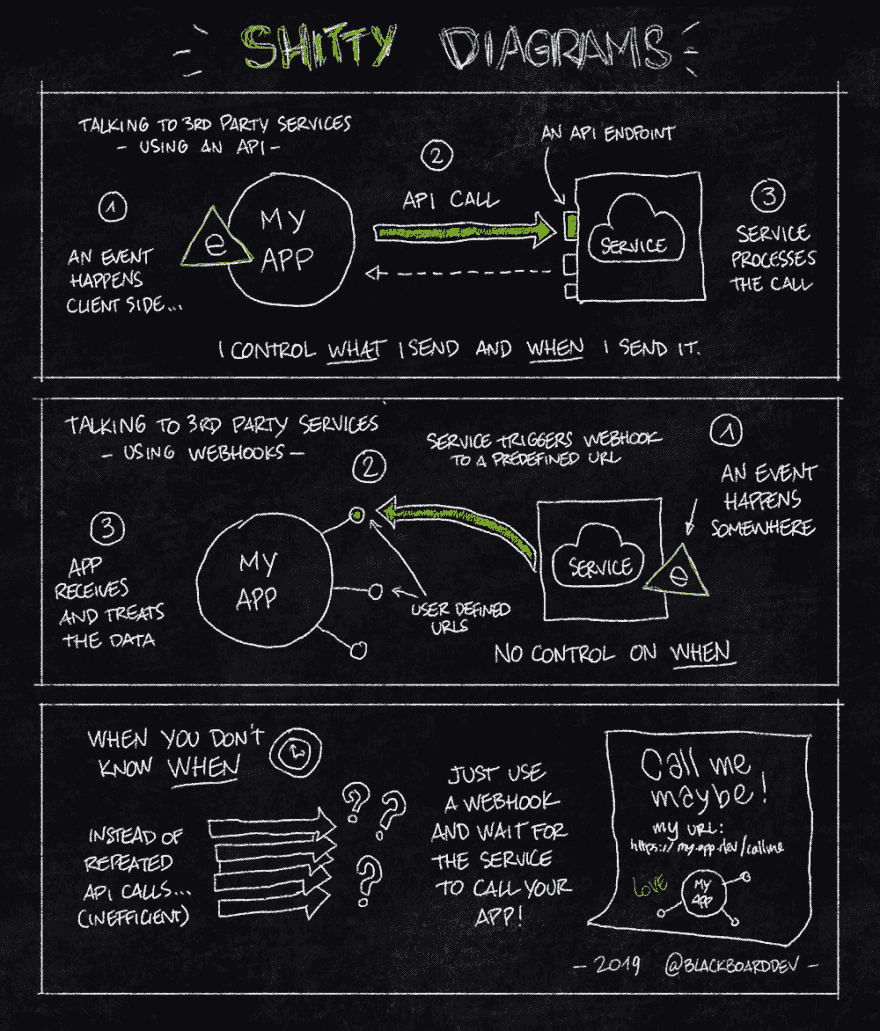 SHITTY DIAGRAMS
TALKING TO 3RD PARTY SERVICES
- USING AN API -
1
AN EVENT
HAPPENS
CLIENT SIDE...
e
MY
APP
2
API CALL
AN API ENDPOINT
SERVICE
3
SERVICE
PROCESSES
THE CALL
I CONTROL WHAT I SEND AND WHEN I SEND IT.
TALKING TO 3RD PARTY SERVICES
- USING WEBHOOKS -
1
AN EVENT
HAPPENS
SOMEWHERE
SERVICE
e
2
SERVICE TRIGGERS WEBHOOK
TO A PREDEFINED URL
USER DEFINED
URLS
3
APP
RECEIVES
AND TREATS
THE DATA
MY
APP
NO CONTROL ON WHEN
WHEN YOU DON'T
KNOW WHEN
INSTEAD OF
REPEATED
API CALLS...
(INEFFICIENT)
? ?
?
JUST USE
A WEBHOOK
AND WAIT FOR
THE SERVICE
TO CALL YOUR
APP!
Call me
maybe!
my URL:
https://my.app.dev/callme
LOVE
MY
APP
- 2019 @BLACKBOARDDEV -